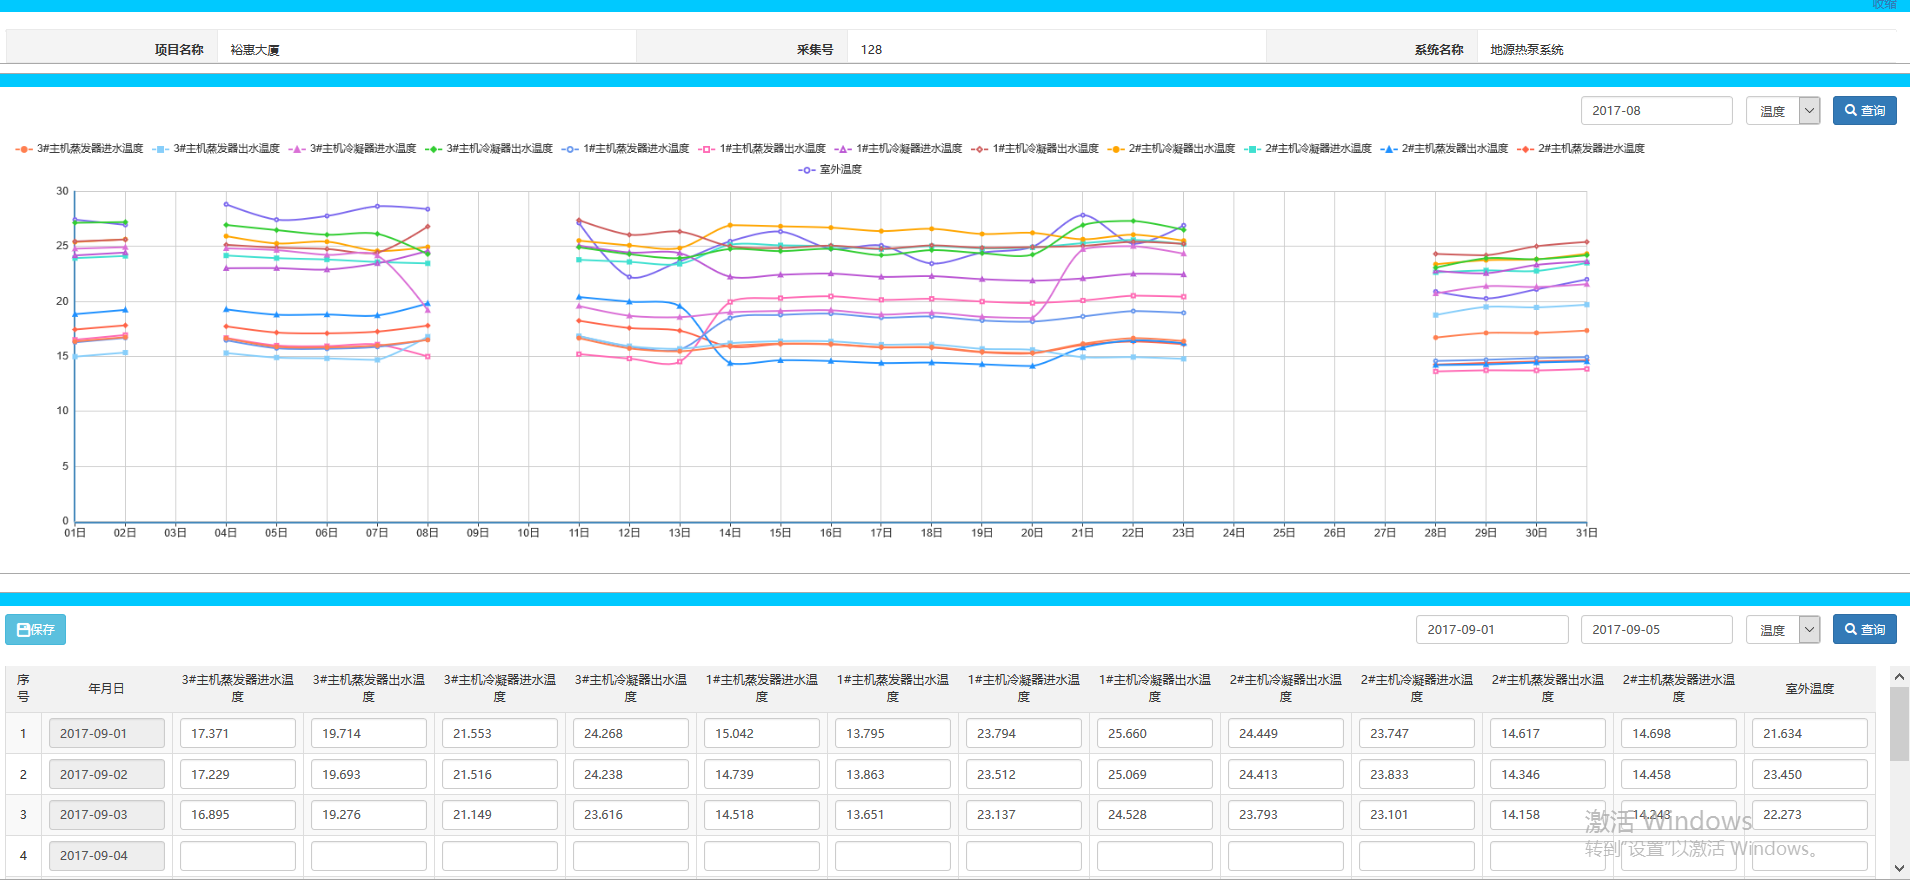 收缩
项目名称 裕惠大厦 采集号 128 系统名称 地源热泵系统
2017-08 温度 查询
3#主机蒸发器进水温度 3#主机蒸发器出水温度 3#主机冷凝器进水温度 3#主机冷凝器出水温度 1#主机蒸发器进水温度 1#主机蒸发器出水温度 1#主机冷凝器进水温度 1#主机冷凝器出水温度 2#主机冷凝器出水温度 2#主机冷凝器进水温度 2#主机蒸发器出水温度 2#主机蒸发器进水温度
室外温度
30
25
20
15
10
5
0
01日 02日 03日 04日 05日 06日 07日 08日 09日 10日 11日 12日 13日 14日 15日 16日 17日 18日 19日 20日 21日 22日 23日 24日 25日 26日 27日 28日 29日 30日 31日
保存 2017-09-01 2017-09-05 温度 查询
序号 年月日 3#主机蒸发器进水温度 3#主机蒸发器出水温度 3#主机冷凝器进水温度 3#主机冷凝器出水温度 1#主机蒸发器进水温度 1#主机蒸发器出水温度 1#主机冷凝器进水温度 1#主机冷凝器出水温度 2#主机冷凝器出水温度 2#主机冷凝器进水温度 2#主机蒸发器出水温度 2#主机蒸发器进水温度 室外温度
1 2017-09-01 17.371 19.714 21.553 24.268 15.042 13.795 23.794 25.660 24.449 23.747 14.617 14.698 21.634
2 2017-09-02 17.229 19.693 21.516 24.238 14.739 13.863 23.512 25.069 24.413 23.833 14.346 14.458 23.450
3 2017-09-03 16.895 19.276 21.149 23.616 14.518 13.651 23.137 24.528 23.793 23.101 14.158 14.243 22.273
4 2017-09-04
激活 Windows
转到"设置"以激活 Windows。